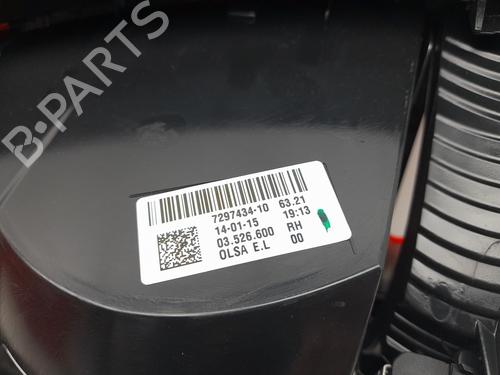 B-PARTS
7297434-10 63.21
14-01-15 19:13
03.526.600 RH
OLSA E.L 00